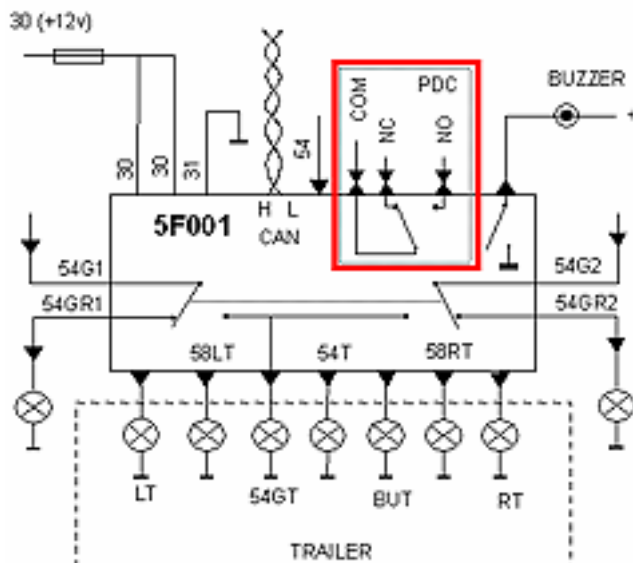 30 (+12v)
COM
PDC
BUZZER
NC
NO
+
30
30
31
54
5F001
H L
CAN
54G1
54G2
54GR1
54GR2
58LT
54T
58RT
LT
54GT
BUT
RT
TRAILER